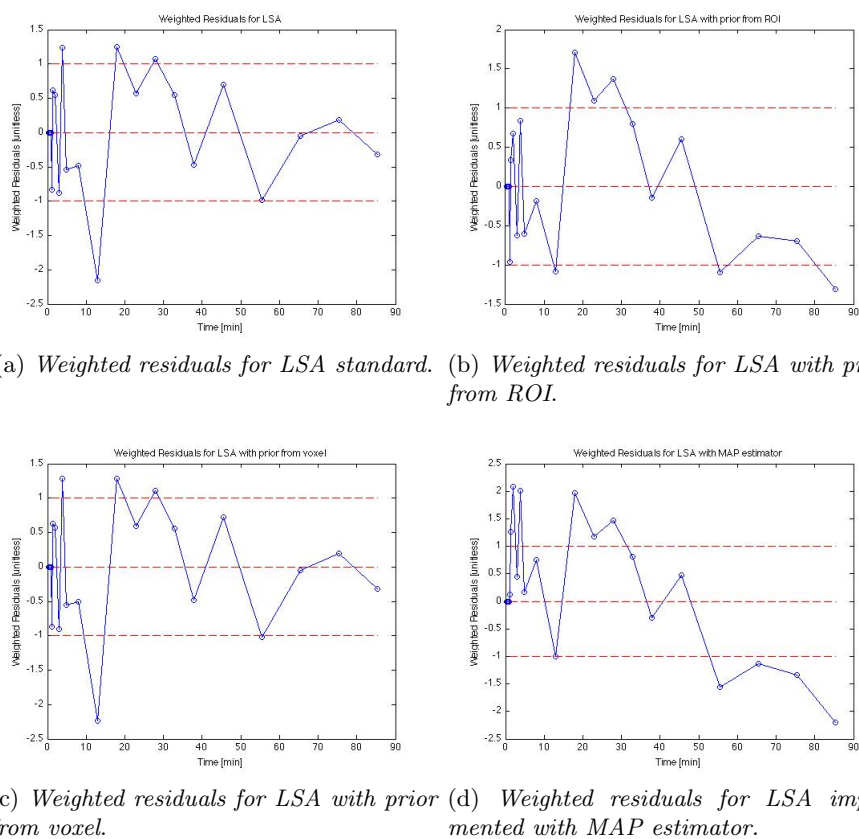 Weighted Residuals for LSA
1.5
1
0.5
0
-0.5
-1
-1.5
-2
-2.5
Weighted Residuals [unitless]
0 10 20 30 40 50 60 70 80 90
Time [min]
Weighted Residuals for LSA with prior from ROI
2
1.5
1
0.5
0
-0.5
-1
-1.5
Weighted Residuals [unitless]
0 10 20 30 40 50 60 70 80 90
Time [min]
a) Weighted residuals for LSA standard.
(b) Weighted residuals for LSA with pr
from ROI.
Weighted Residuals for LSA with prior from voxel
1.5
1
0.5
0
-0.5
-1
-1.5
-2
-2.5
Weighted Residuals [unitless]
0 10 20 30 40 50 60 70 80 90
Time [min]
Weighted Residuals for LSA with MAP estimator
2.5
2
1.5
1
0.5
0
-0.5
-1
-1.5
-2
-2.5
Weighted Residuals [unitless]
0 10 20 30 40 50 60 70 80 90
Time [min]
c) Weighted residuals for LSA with prior
from voxel.
(d) Weighted residuals for LSA imp
mented with MAP estimator.